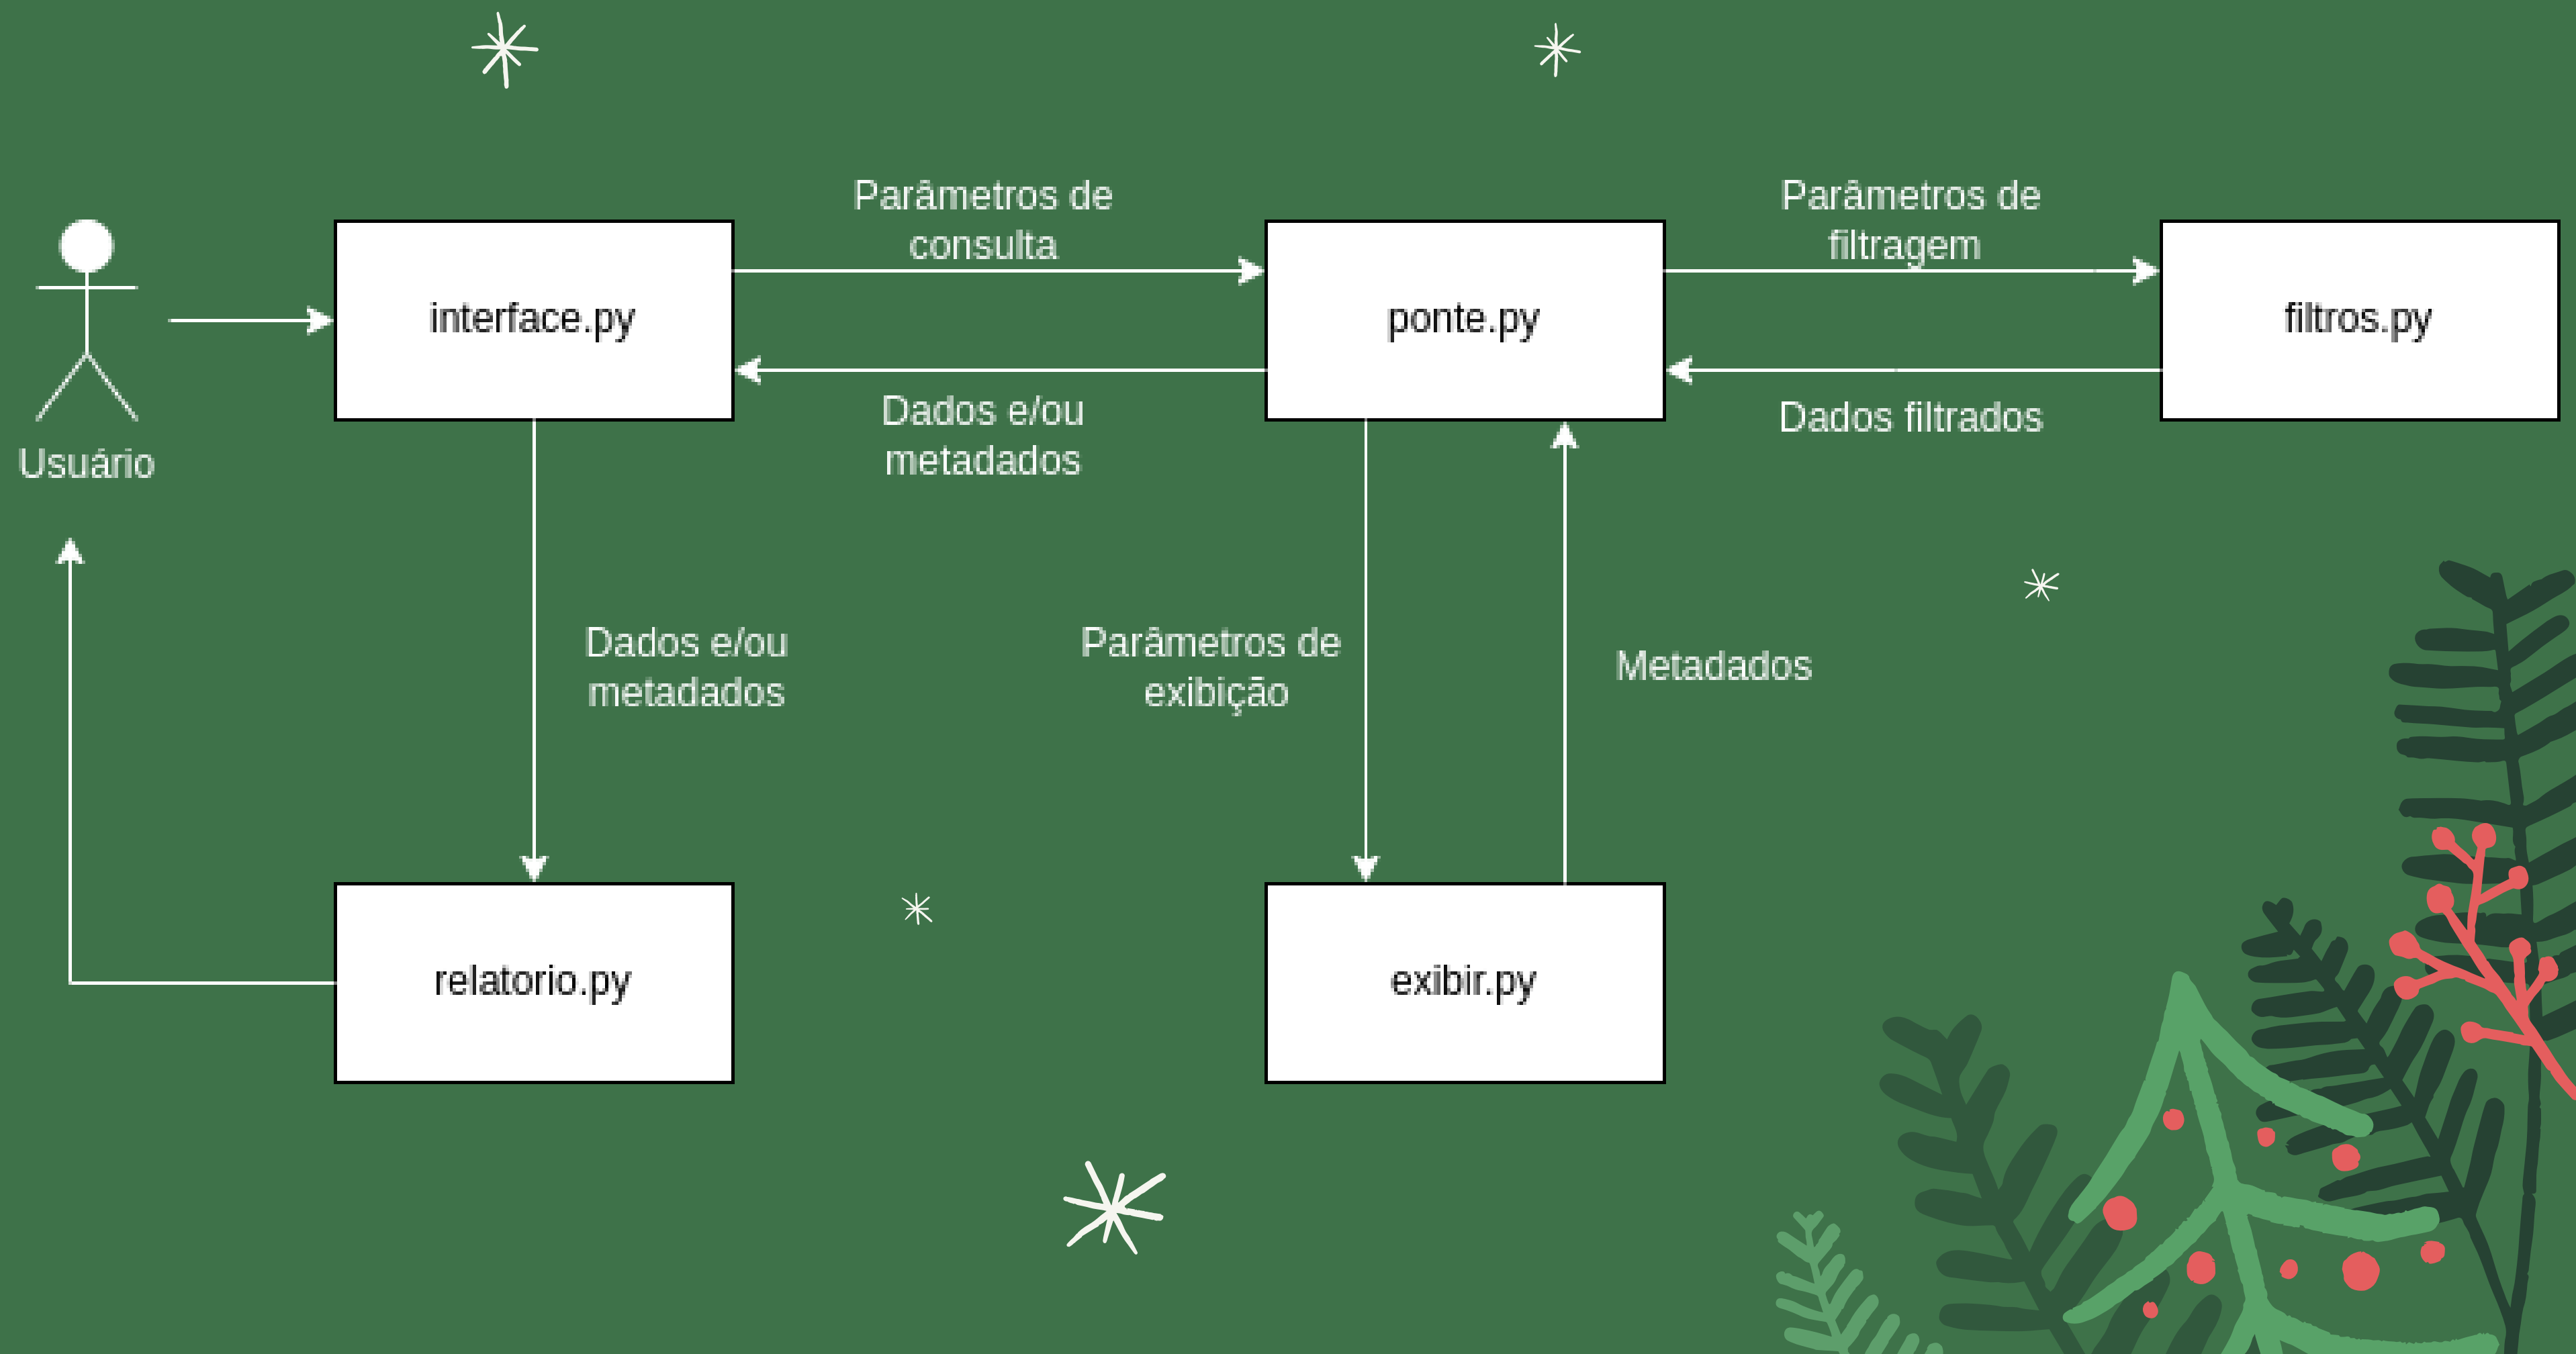 Parâmetros de
consulta
Parâmetros de
filtragem
interface.py
ponte.py
filtros.py
Dados e/ou
metadados
Dados filtrados
Usuário
Dados e/ou
metadados
Parâmetros de
exibição
Metadados
relatorio.py
exibir.py